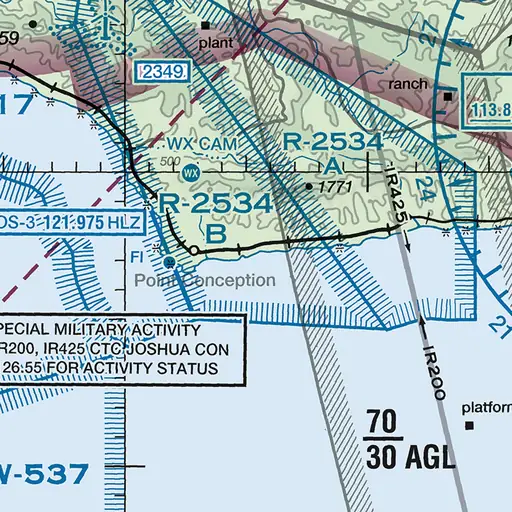 59
plant
2349
ranch
113.8
17
WX CAM
500
WX
R-2534
A
1771
IR425
24
R-2534
B
OS-3 121.975 HLZ
FI
Point Conception
21
PECIAL MILITARY ACTIVITY
R200, IR425 CTC JOSHUA CON
26.55 FOR ACTIVITY STATUS
IR200
platform
70
30 AGL
W-537